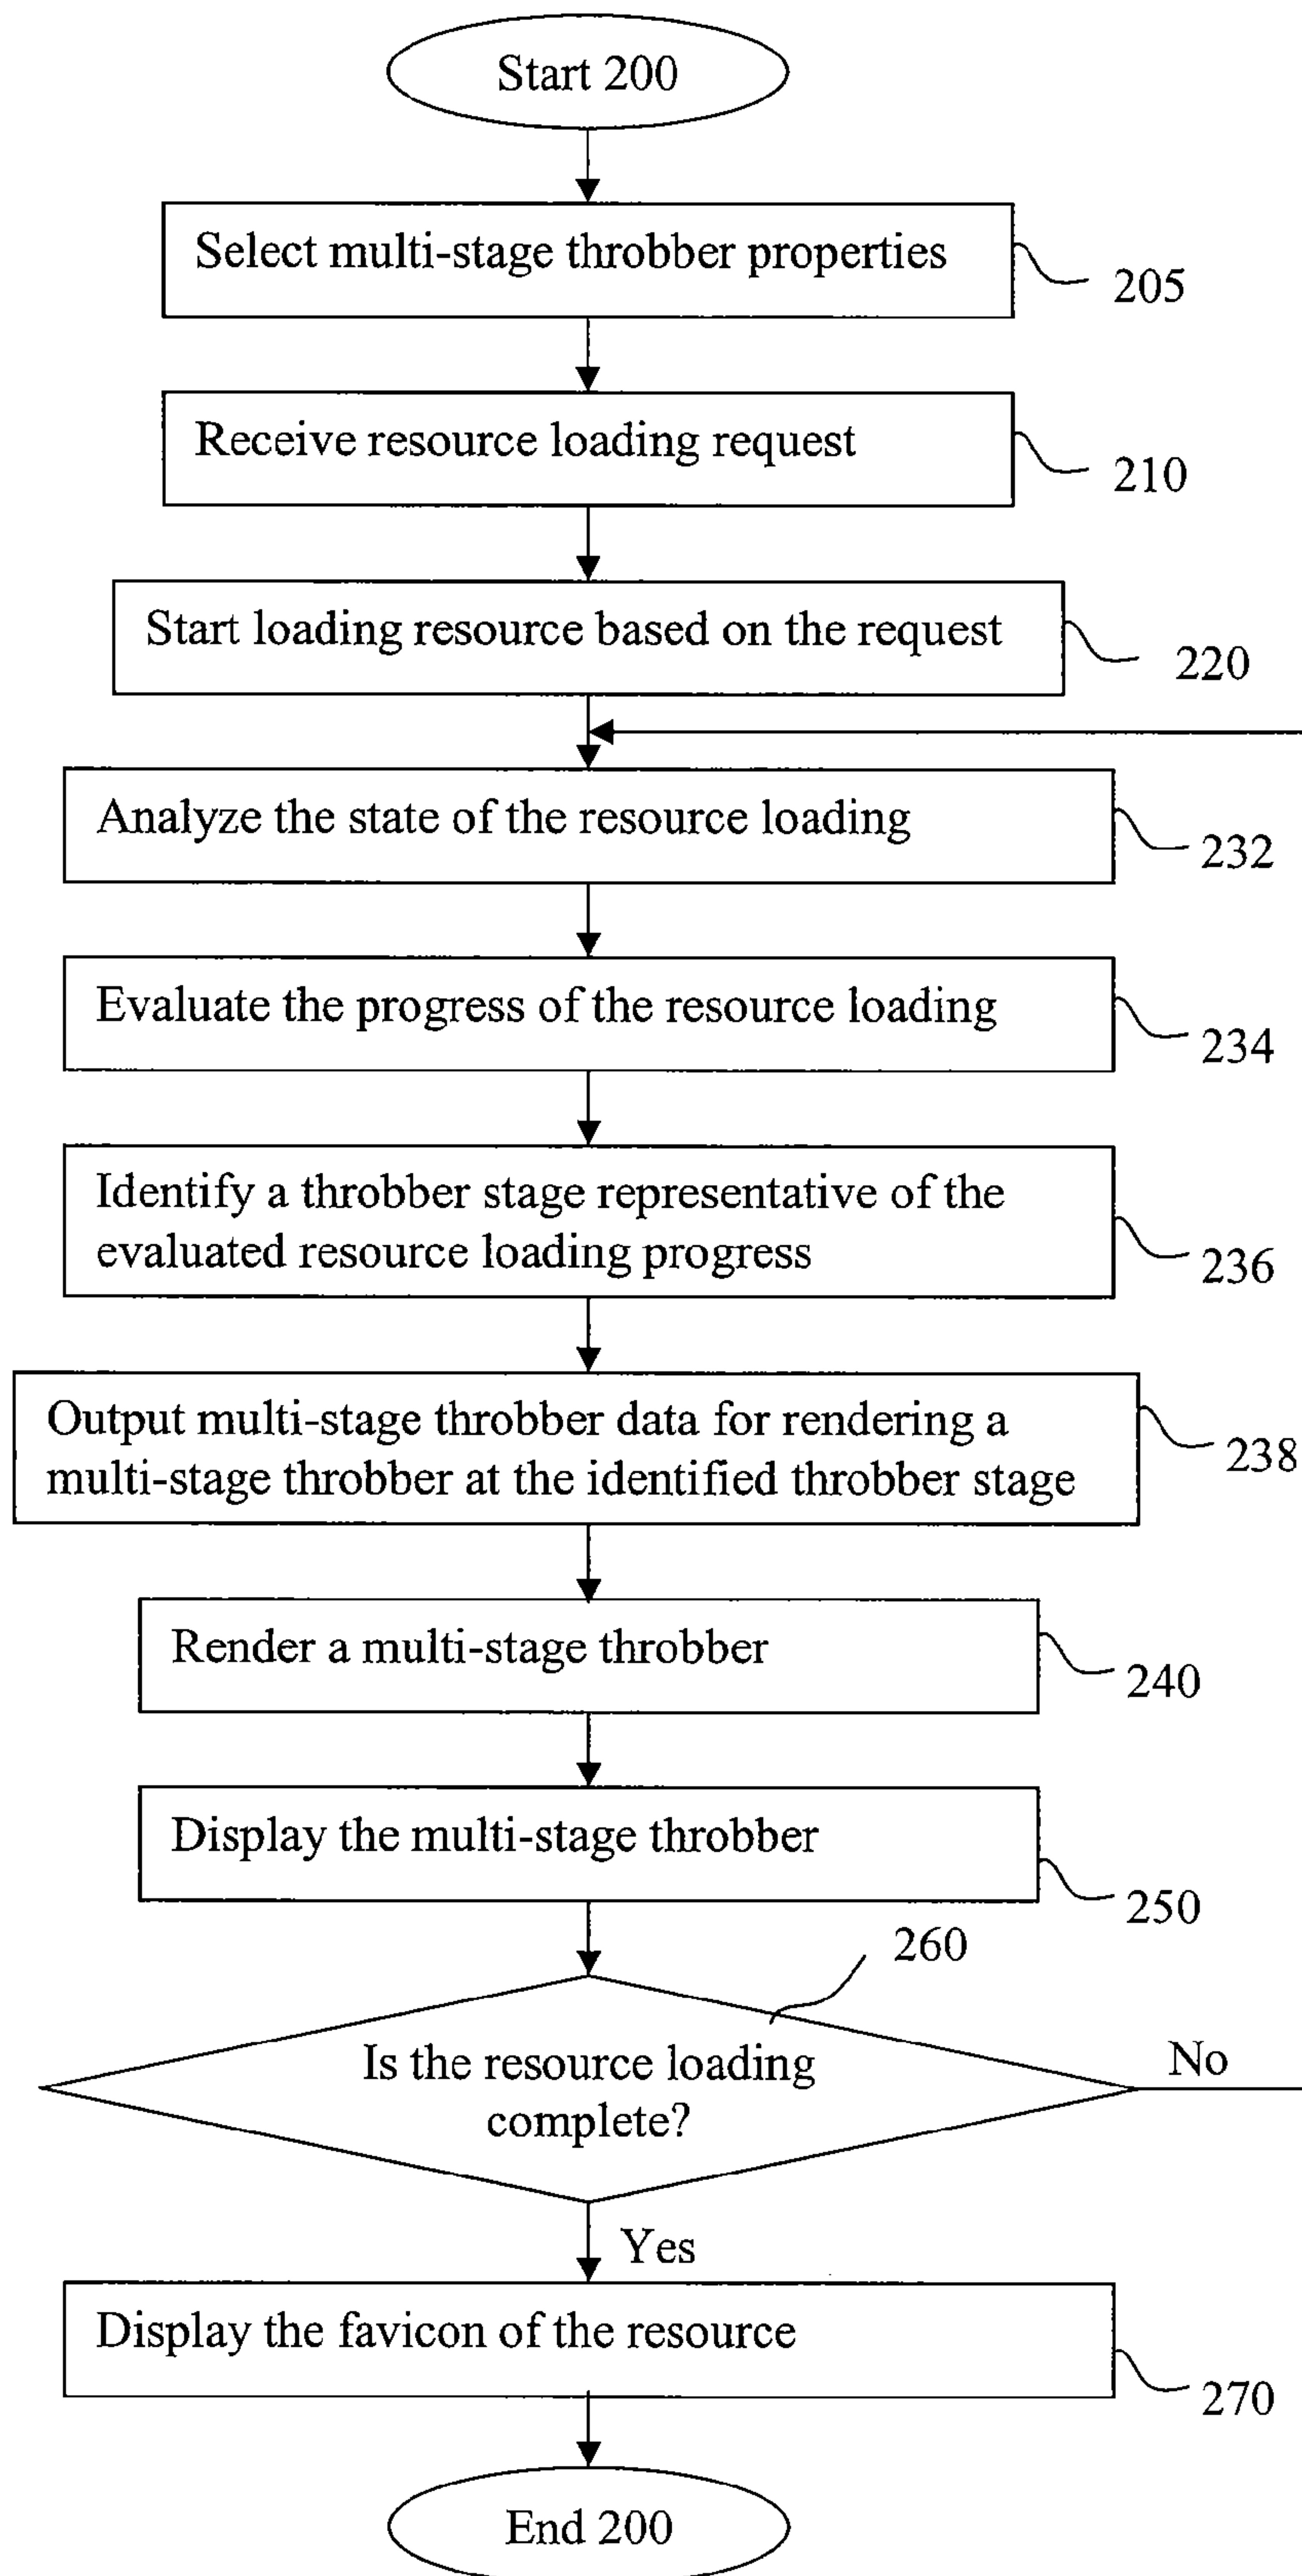 Start 200
Select multi-stage throbber properties
205
Receive resource loading request
210
Start loading resource based on the request
220
Analyze the state of the resource loading
232
Evaluate the progress of the resource loading
234
Identify a throbber stage representative of the
evaluated resource loading progress
236
Output multi-stage throbber data for rendering a
multi-stage throbber at the identified throbber stage
238
Render a multi-stage throbber
240
Display the multi-stage throbber
250
260
Is the resource loading
complete?
No
Yes
Display the favicon of the resource
270
End 200